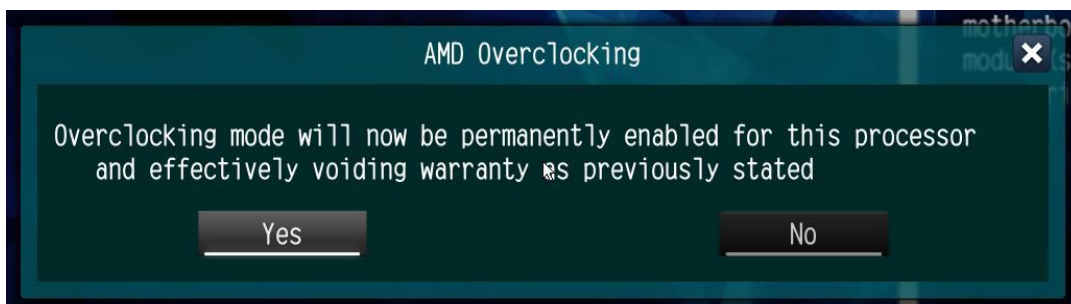 AMD Overclocking
Overclocking mode will now be permanently enabled for this processor
and effectively voiding warranty as previously stated
Yes
No